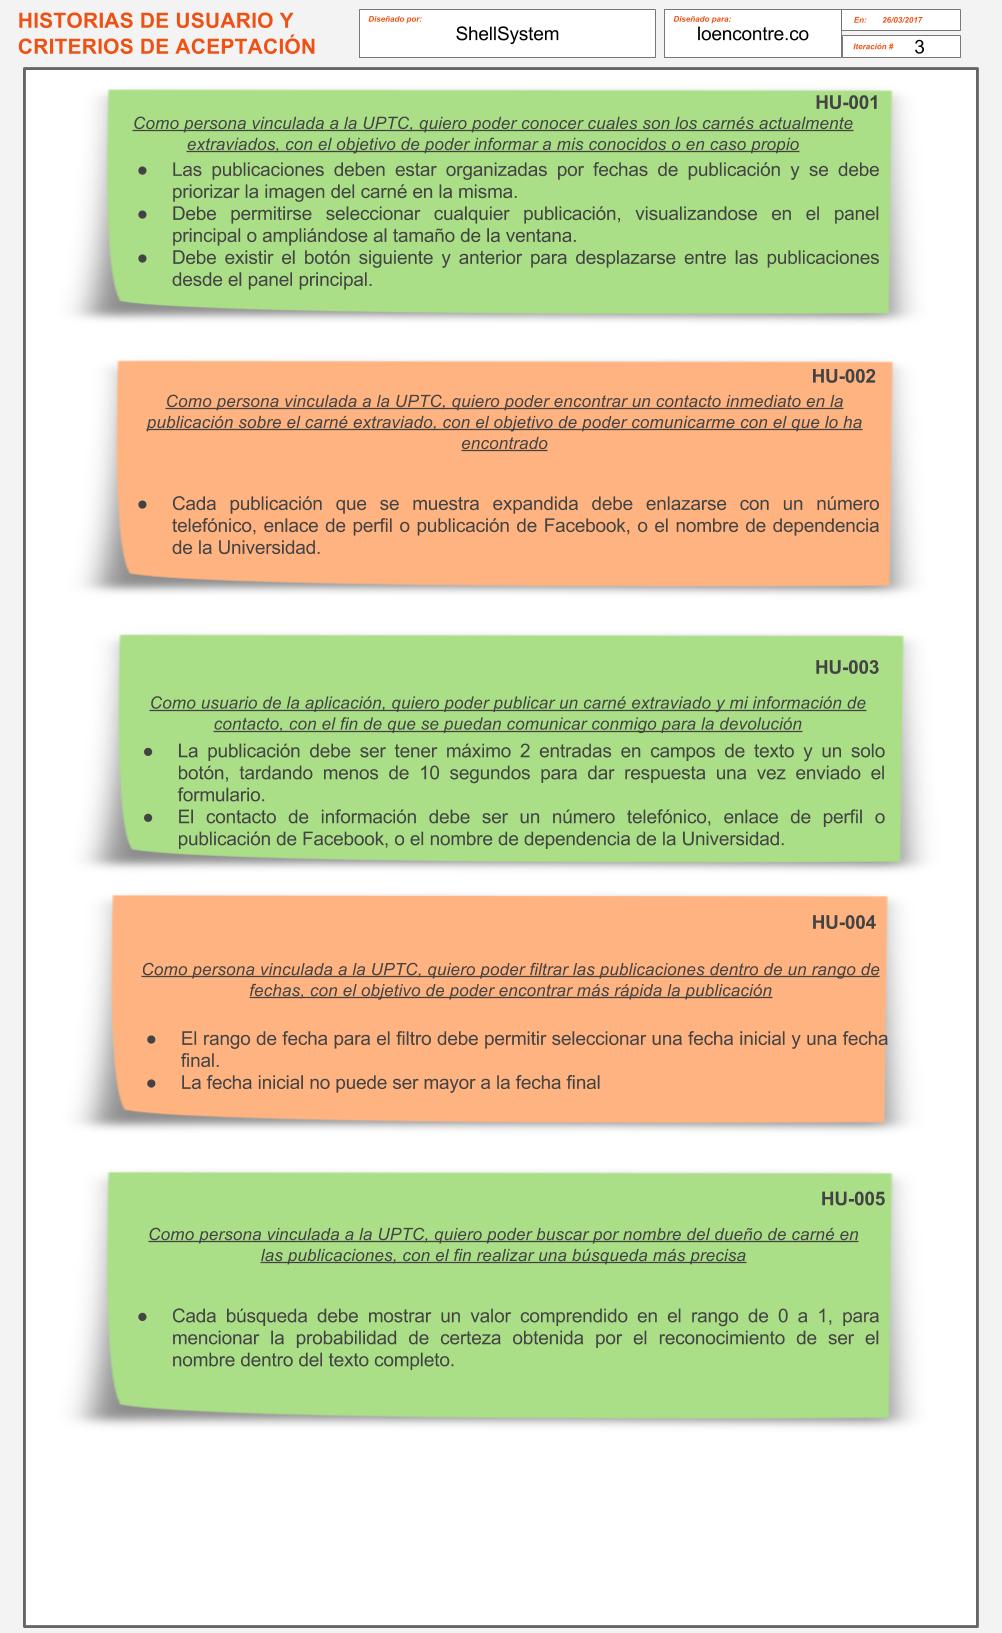 HISTORIAS DE USUARIO Y
CRITERIOS DE ACEPTACIÓN
Diseñado por:
ShellSystem
Diseñado para:
loencontre.co
En: 26/03/2017
Iteración # 3
HU-001
Como persona vinculada a la UPTC, quiero poder conocer cuales son los carnés actualmente
extraviados, con el objetivo de poder informar a mis conocidos o en caso propio
● Las publicaciones deben estar organizadas por fechas de publicación y se debe
priorizar la imagen del carné en la misma.
● Debe permitirse seleccionar cualquier publicación, visualizandose en el panel
principal o ampliándose al tamaño de la ventana.
● Debe existir el botón siguiente y anterior para desplazarse entre las publicaciones
desde el panel principal.
HU-002
Como persona vinculada a la UPTC, quiero poder encontrar un contacto inmediato en la
publicación sobre el carné extraviado, con el objetivo de poder comunicarme con el que lo ha
encontrado
● Cada publicación que se muestra expandida debe enlazarse con un número
telefónico, enlace de perfil o publicación de Facebook, o el nombre de dependencia
de la Universidad.
HU-003
Como usuario de la aplicación, quiero poder publicar un carné extraviado y mi información de
contacto, con el fin de que se puedan comunicar conmigo para la devolución
● La publicación debe ser tener máximo 2 entradas en campos de texto y un solo
botón, tardando menos de 10 segundos para dar respuesta una vez enviado el
formulario.
● El contacto de información debe ser un número telefónico, enlace de perfil o
publicación de Facebook, o el nombre de dependencia de la Universidad.
HU-004
Como persona vinculada a la UPTC, quiero poder filtrar las publicaciones dentro de un rango de
fechas, con el objetivo de poder encontrar más rápida la publicación
● El rango de fecha para el filtro debe permitir seleccionar una fecha inicial y una fecha
final.
● La fecha inicial no puede ser mayor a la fecha final
HU-005
Como persona vinculada a la UPTC, quiero poder buscar por nombre del dueño de carné en
las publicaciones, con el fin realizar una búsqueda más precisa
● Cada búsqueda debe mostrar un valor comprendido en el rango de 0 a 1, para
mencionar la probabilidad de certeza obtenida por el reconocimiento de ser el
nombre dentro del texto completo.